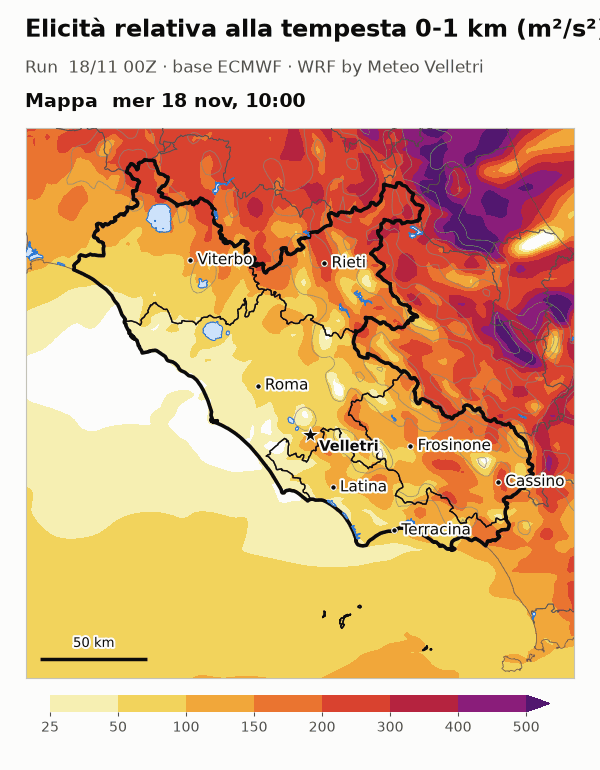 Elicità relativa alla tempesta 0-1 km (m²/s²)
Run  18/11 00Z · base ECMWF · WRF by Meteo Velletri
Mappa  mer 18 nov, 10:00
Viterbo
Rieti
Roma
Velletri
Frosinone
Cassino
Latina
Terracina
50 km
25 50 100 150 200 300 400 500